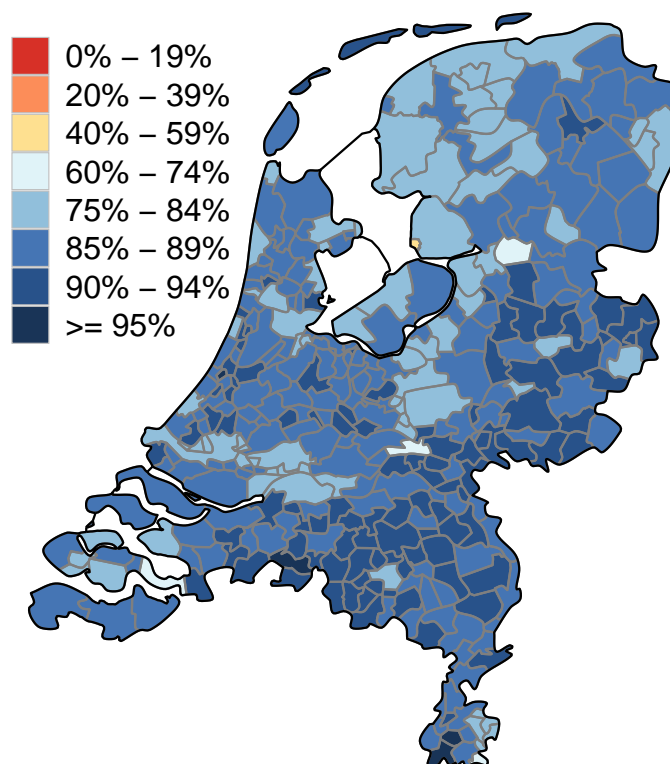 0% – 19%
20% – 39%
40% – 59%
60% – 74%
75% – 84%
85% – 89%
90% – 94%
>= 95%